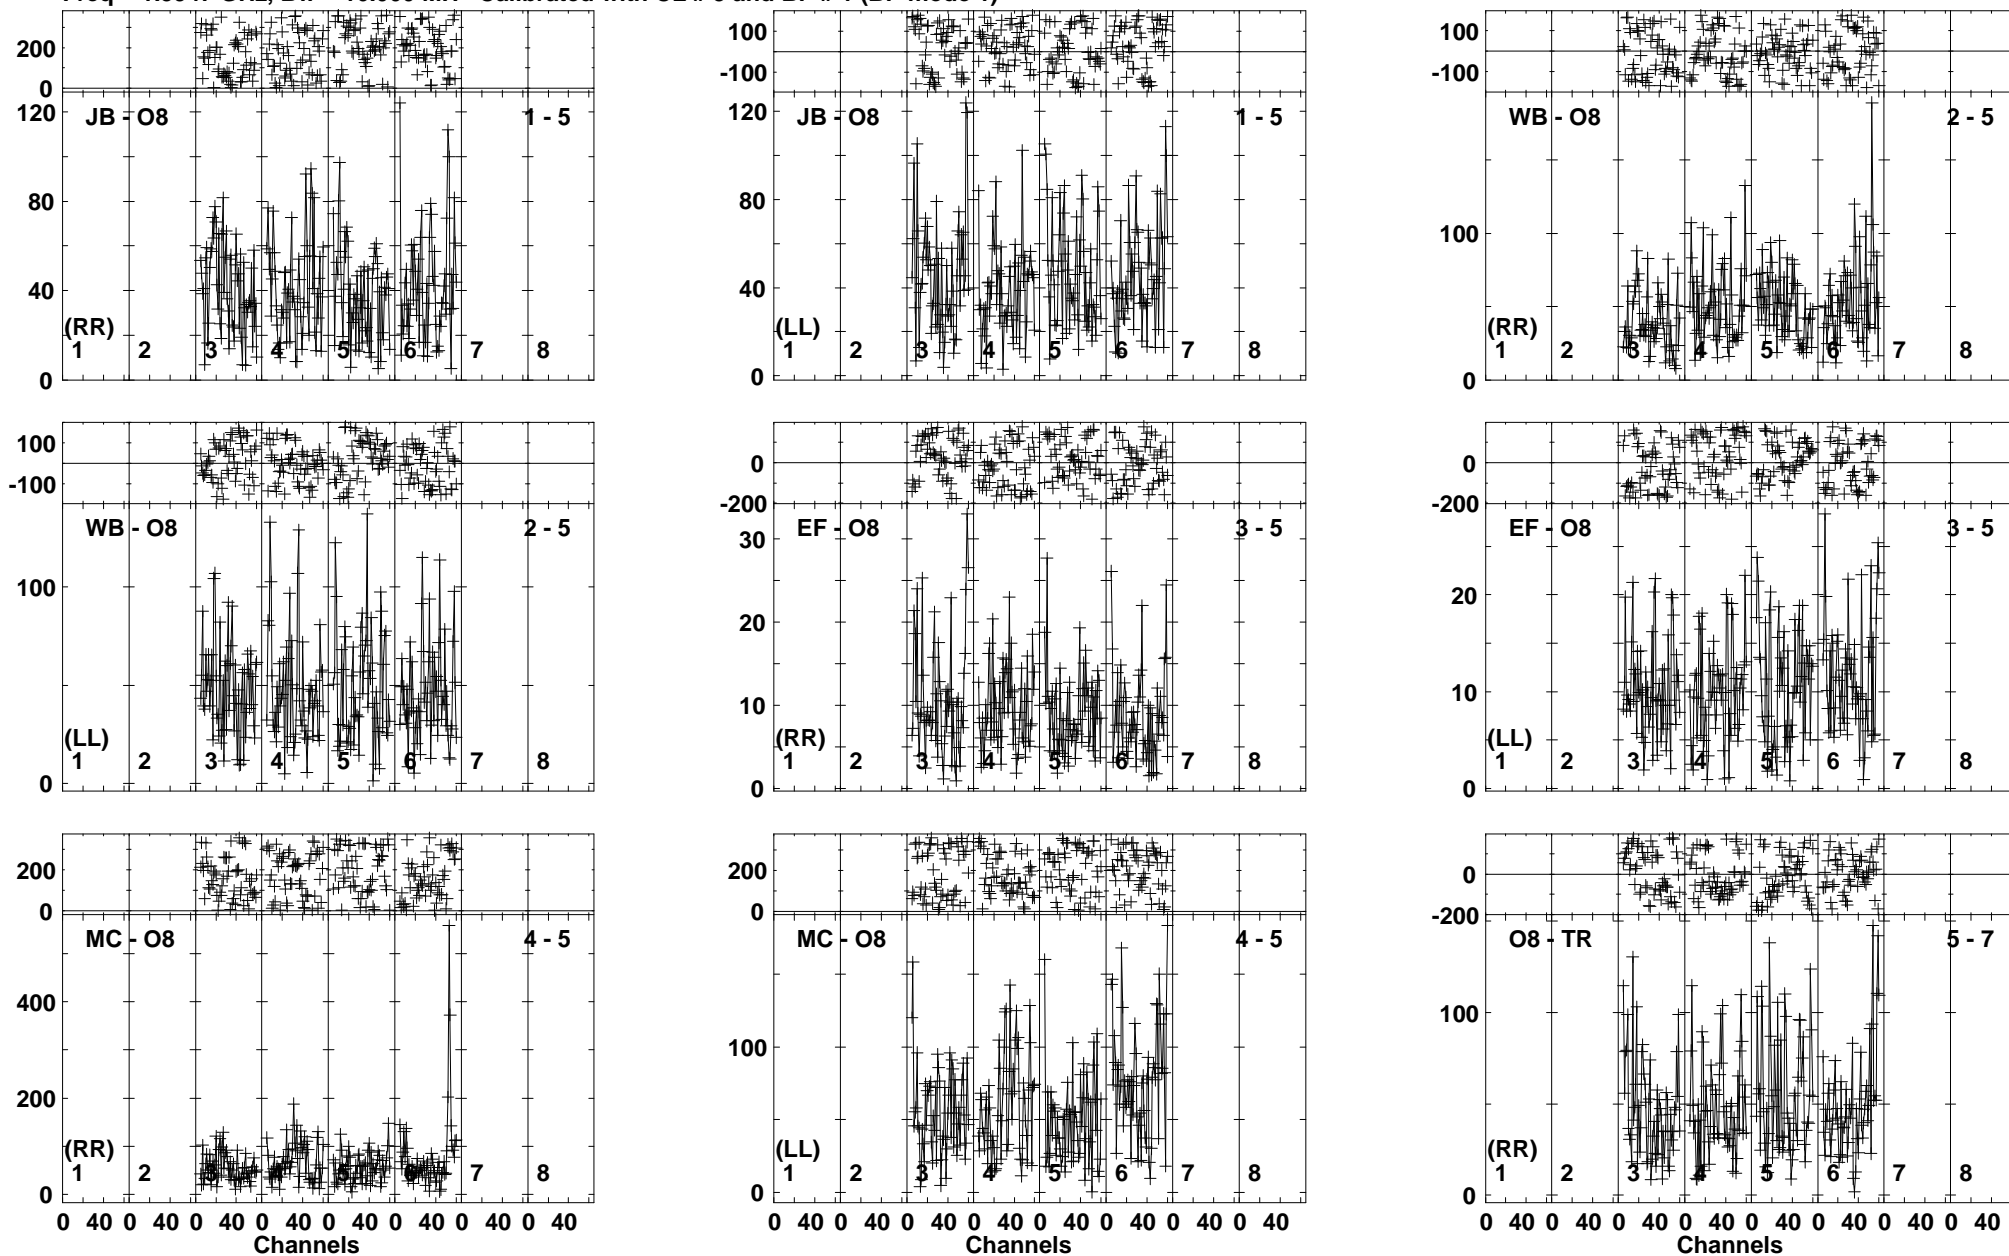 200 0 120 80 40 0 JB - O8 1 - 5 (RR) 1 2 3 4 5 6 7 8
100 -100 120 80 40 0 JB - O8 1 - 5 (LL) 1 2 3 4 5 6 7 8
100 -100 100 0 WB - O8 2 - 5 (RR) 1 2 3 4 5 6 7 8
100 -100 100 0 WB - O8 2 - 5 (LL) 1 2 3 4 5 6 7 8
0 -200 30 20 10 0 EF - O8 3 - 5 (RR) 1 2 3 4 5 6 7 8
0 -200 20 10 0 EF - O8 3 - 5 (LL) 1 2 3 4 5 6 7 8
200 0 400 200 0 MC - O8 4 - 5 (RR) 1 2 3 4 5 6 7 8
200 0 100 0 MC - O8 4 - 5 (LL) 1 2 3 4 5 6 7 8
0 -200 100 0 O8 - TR 5 - 7 (RR) 1 2 3 4 5 6 7 8
0 40 0 40 0 40 0 40 0 40 0 40 0 40 0 40
0 40 0 40 0 40 0 40 0 40 0 40 0 40 0 40
0 40 0 40 0 40 0 40 0 40 0 40 0 40 0 40
Channels
Channels